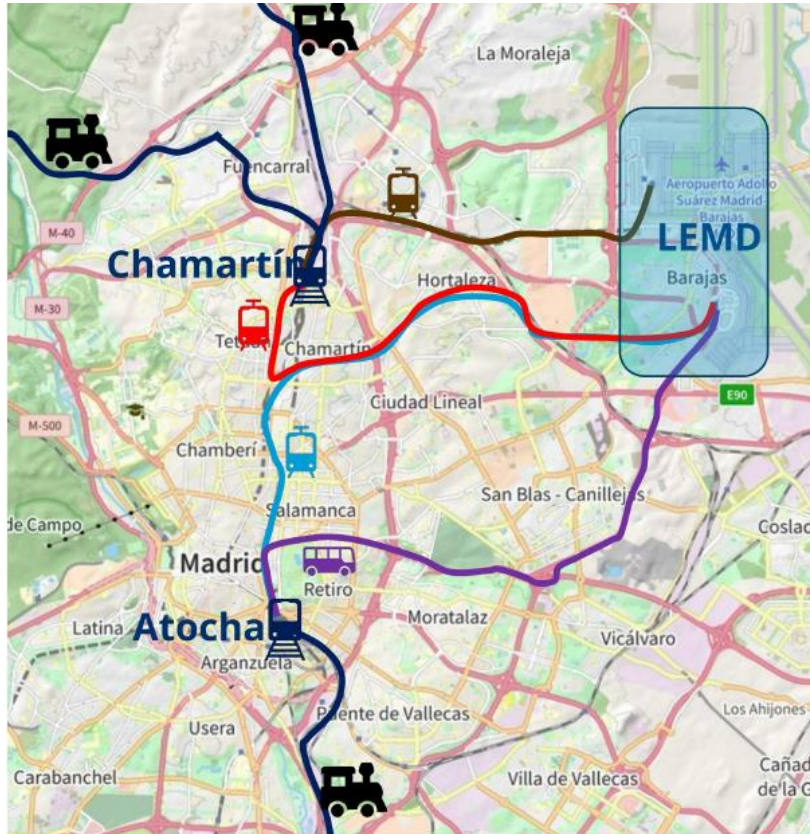 La Moraleja
Fuencarral
Aeropuerto Adolfo
Suárez Madrid-
Barajas
M-40
LEMD
Chamartín
Hortaleza
Barajas
M-30
Tetuán
Chamartín
E90
Ciudad Lineal
M-500
Chamberí
San Blas - Canillejas
Salamanca
de Campo
Coslad
Madrid
Retiro
Moratalaz
Atocha
Latina
Vicálvaro
Arganzuela
Los Ahijones
Puente de Vallecas
Usera
Cañad
de la G
Carabanchel
Villa de Vallecas